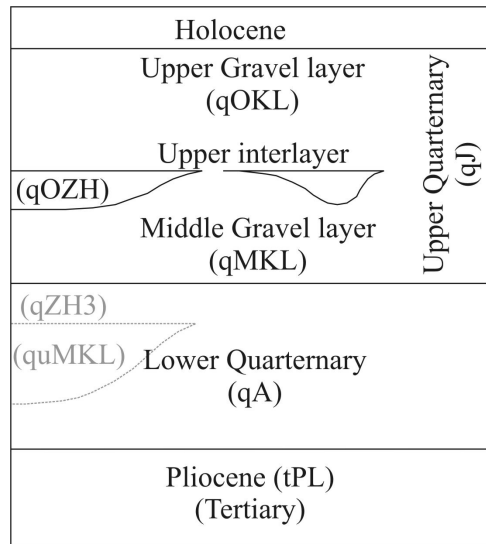 Holocene
Upper Gravel layer
(qOKL)
Upper interlayer
(qOZH)
Middle Gravel layer
(qMKL)
Upper Quarternary
(qJ)
(qZH3)
(quMKL)
Lower Quarternary
(qA)
Pliocene (tPL)
(Tertiary)